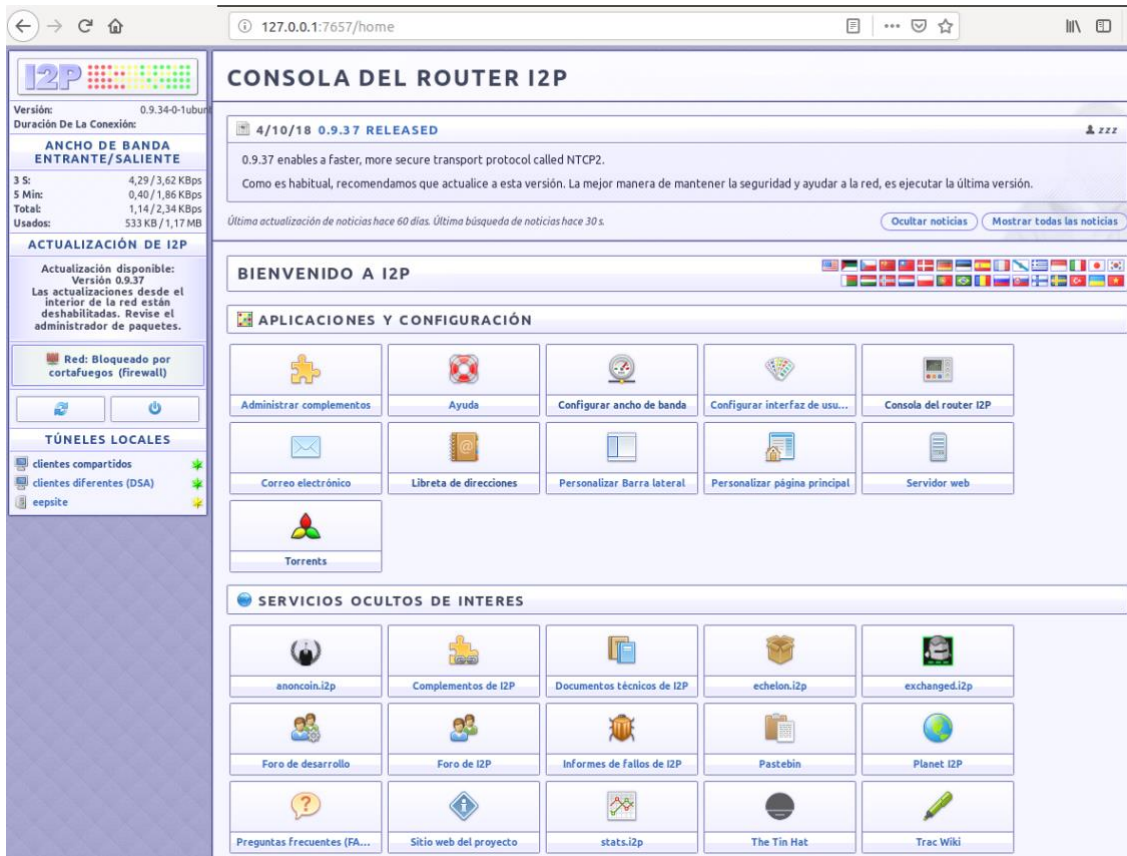 127.0.0.1:7657/home
I2P
Versión: 0.9.34-0-1ubun
Duración De La Conexión:
ANCHO DE BANDA
ENTRANTE/SALIENTE
3 S: 4,29 / 3,62 KBps
5 Min: 0,40 / 1,86 KBps
Total: 1,14 / 2,34 KBps
Usados: 533 KB / 1,17 MB
ACTUALIZACIÓN DE I2P
Actualización disponible:
Versión 0.9.37
Las actualizaciones desde el
interior de la red están
deshabilitadas. Revise el
administrador de paquetes.
Red: Bloqueado por
cortafuegos (firewall)
TÚNELES LOCALES
clientes compartidos
clientes diferentes (DSA)
eepsite
CONSOLA DEL ROUTER I2P
4/10/18 0.9.37 RELEASED
zzz
0.9.37 enables a faster, more secure transport protocol called NTCP2.
Como es habitual, recomendamos que actualice a esta versión. La mejor manera de mantener la seguridad y ayudar a la red, es ejecutar la última versión.
Última actualización de noticias hace 60 días. Última búsqueda de noticias hace 30 s.
Ocultar noticias
Mostrar todas las noticias
BIENVENIDO A I2P
APLICACIONES Y CONFIGURACIÓN
Administrar complementos
Ayuda
Configurar ancho de banda
Configurar interfaz de usu...
Consola del router I2P
Correo electrónico
Libreta de direcciones
Personalizar Barra lateral
Personalizar página principal
Servidor web
Torrents
SERVICIOS OCULTOS DE INTERES
anoncoin.i2p
Complementos de I2P
Documentos técnicos de I2P
echelon.i2p
exchanged.i2p
Foro de desarrollo
Foro de I2P
Informes de fallos de I2P
Pastebin
Planet I2P
Preguntas frecuentes (FA...
Sitio web del proyecto
stats.i2p
The Tin Hat
Trac Wiki